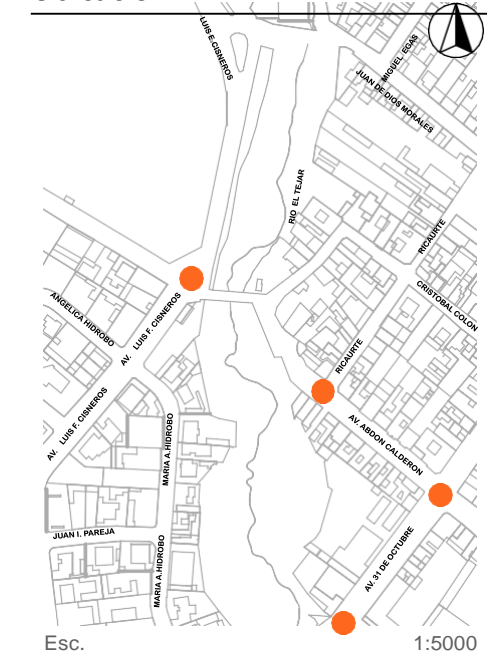 LUIS E.CISNEROS
MIGUEL EGAS
JUAN DE DIOS MORALES
RIO EL TEJAR
RICAURTE
CRISTOBAL COLON
ANGELICA HIDROBO
AV. LUIS F. CISNEROS
RICAURTE
AV. LUIS F. CISNEROS
MARIA A.HIDROBO
AV. ABDON CALDERON
JUAN I. PAREJA
MARIA A.HIDROBO
AV. 31 DE OCTUBRE
Esc. 1:5000